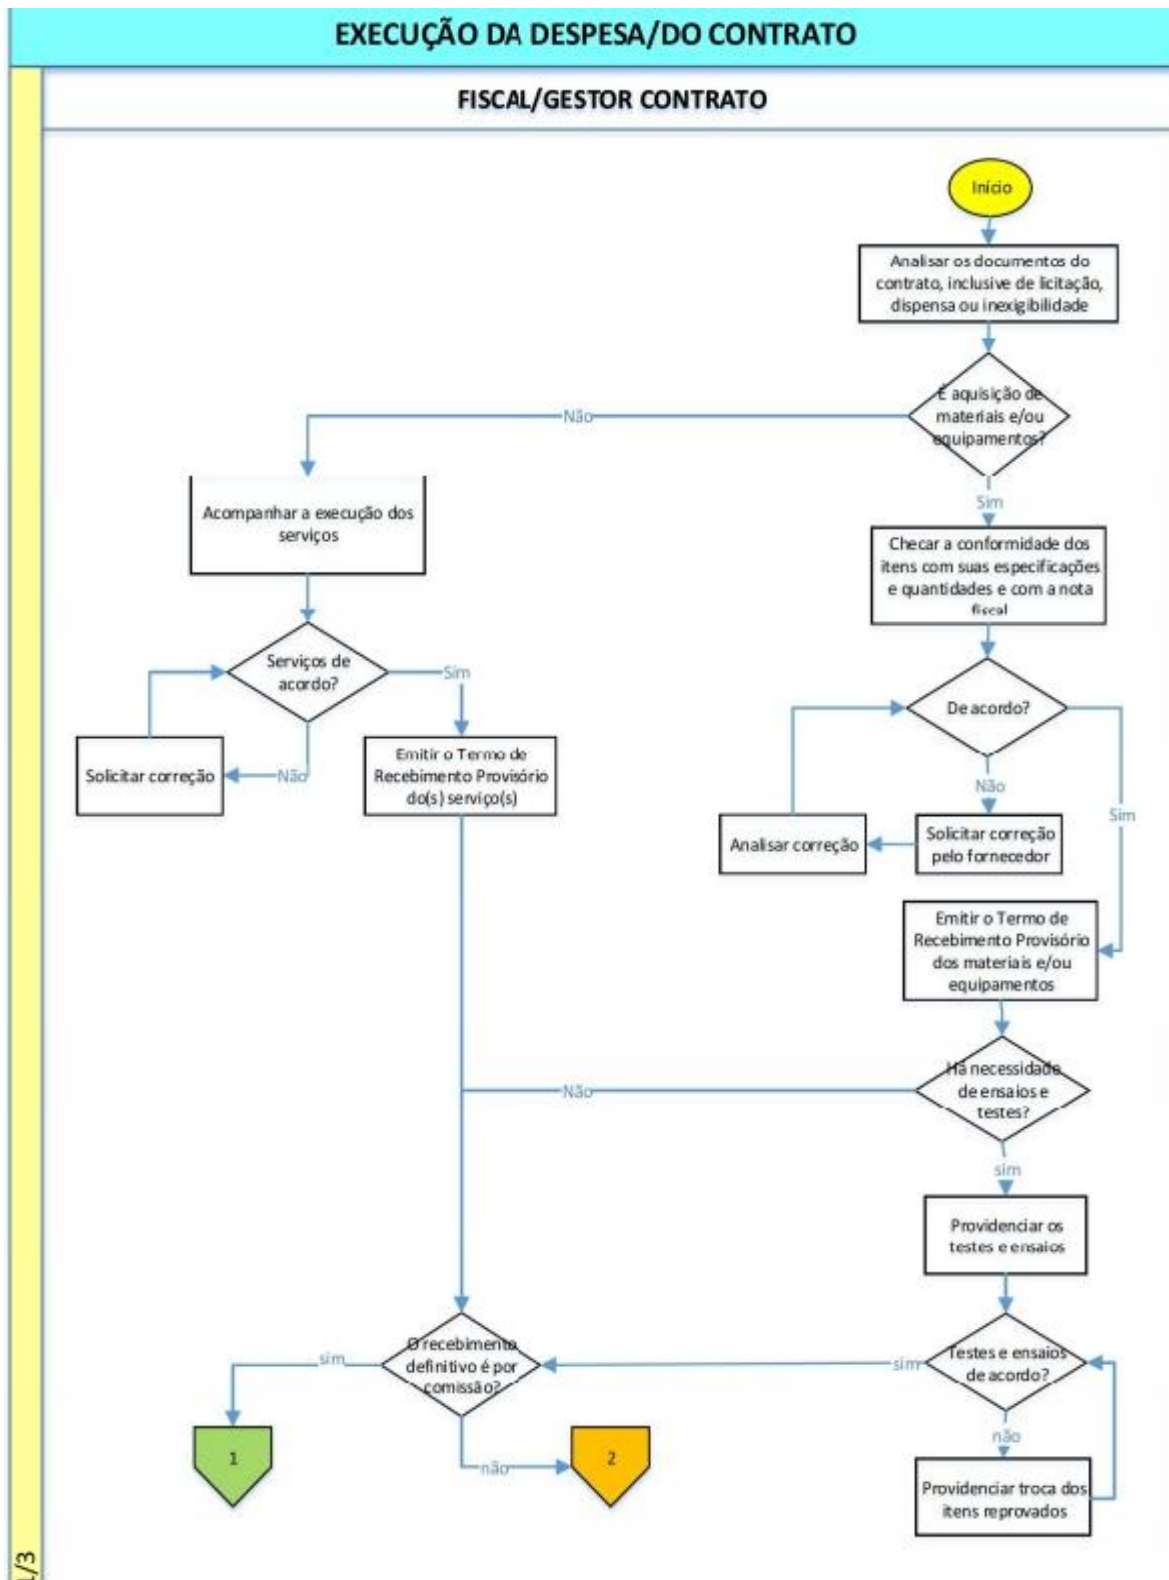 EXECUÇÃO DA DESPESA/DO CONTRATO
FISCAL/GESTOR CONTRATO
Início
Analisar os documentos do
contrato, inclusive de licitação,
dispensa ou inexigibilidade
É aquisição de
materiais e/ou
equipamentos?
Não
Sim
Acompanhar a execução dos
serviços
Checar a conformidade dos
itens com suas especificações
e quantidades e com a nota
fiscal
Serviços de
acordo?
Sim
Não
Solicitar correção
Emitir o Termo de
Recebimento Provisório
do(s) serviço(s)
De acordo?
Não
Sim
Analisar correção
Solicitar correção
pelo fornecedor
Emitir o Termo de
Recebimento Provisório
dos materiais e/ou
equipamentos
Há necessidade
de ensaios e
testes?
Não
sim
Providenciar os
testes e ensaios
O recebimento
definitivo é por
comissão?
sim
não
Testes e ensaios
de acordo?
sim
não
1
2
Providenciar troca dos
itens reprovados
1/3